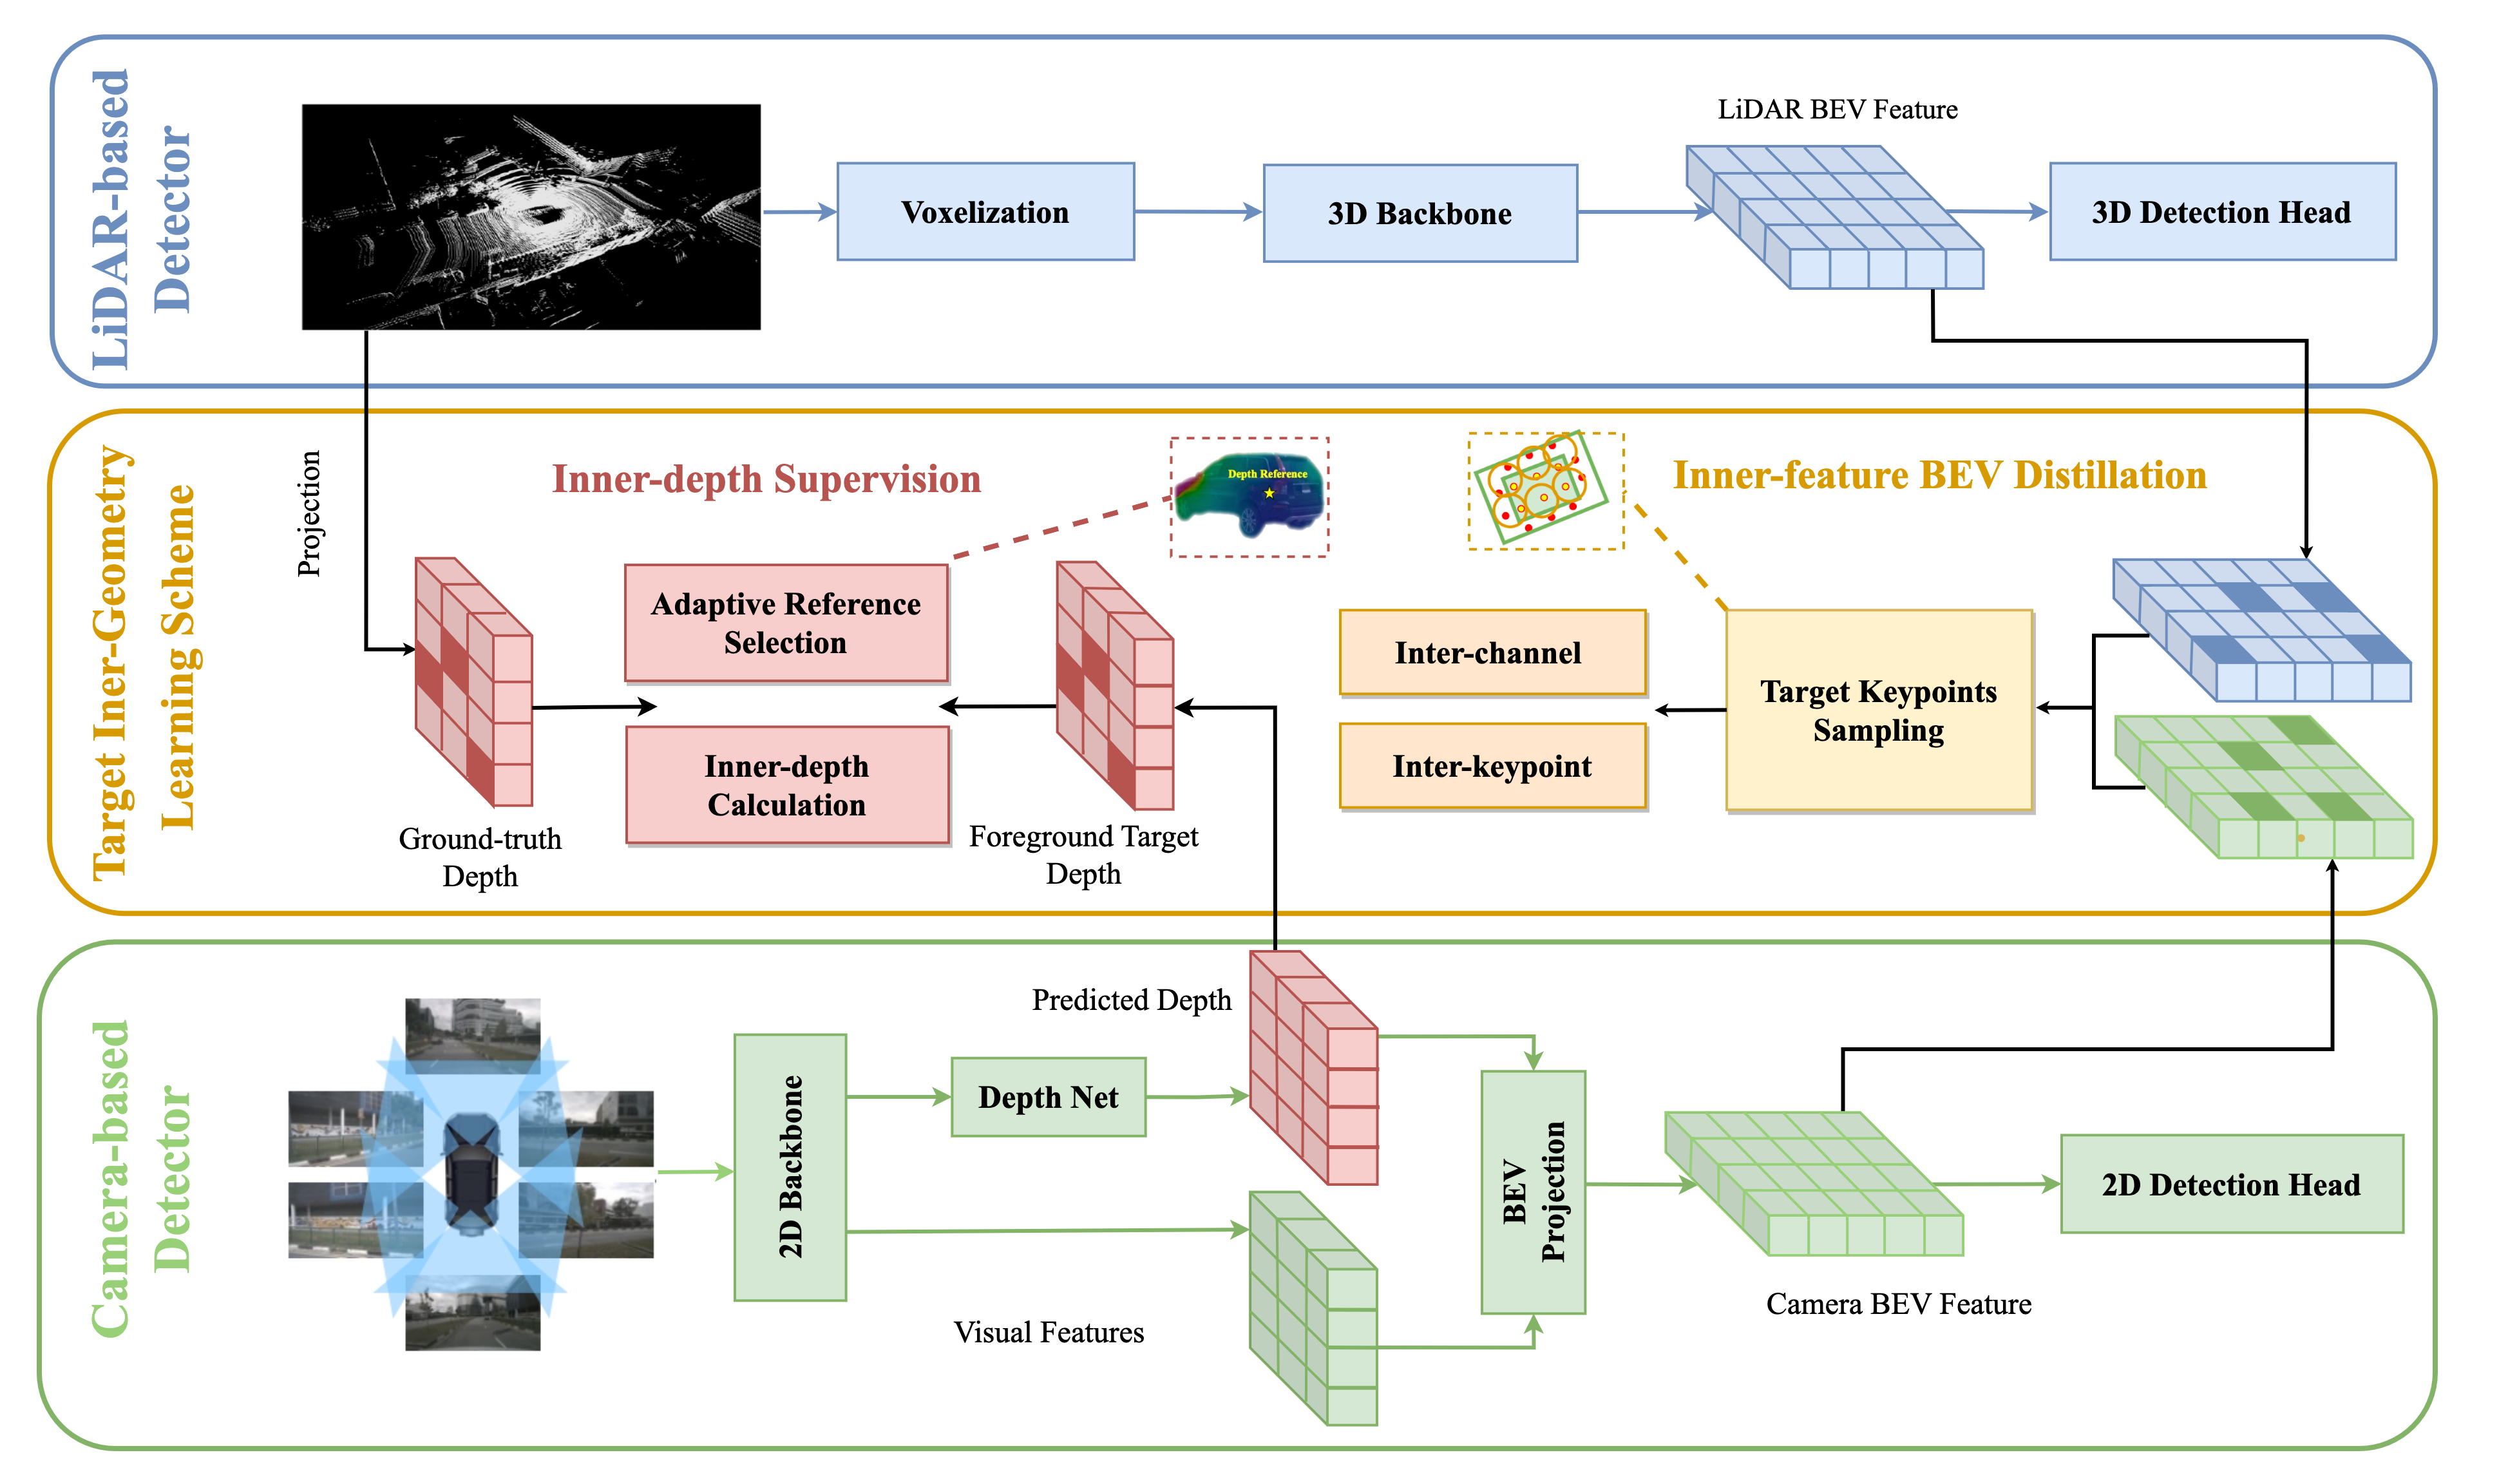 LiDAR-based
Detector
LiDAR BEV Feature
Voxelization
3D Backbone
3D Detection Head
Target Iner-Geometry
Learning Scheme
Projection
Inner-depth Supervision
Depth Reference
Inner-feature BEV Distillation
Adaptive Reference
Selection
Inner-depth
Calculation
Ground-truth
Depth
Foreground Target
Depth
Inter-channel
Inter-keypoint
Target Keypoints
Sampling
Camera-based
Detector
2D Backbone
Depth Net
Predicted Depth
Visual Features
BEV
Projection
Camera BEV Feature
2D Detection Head